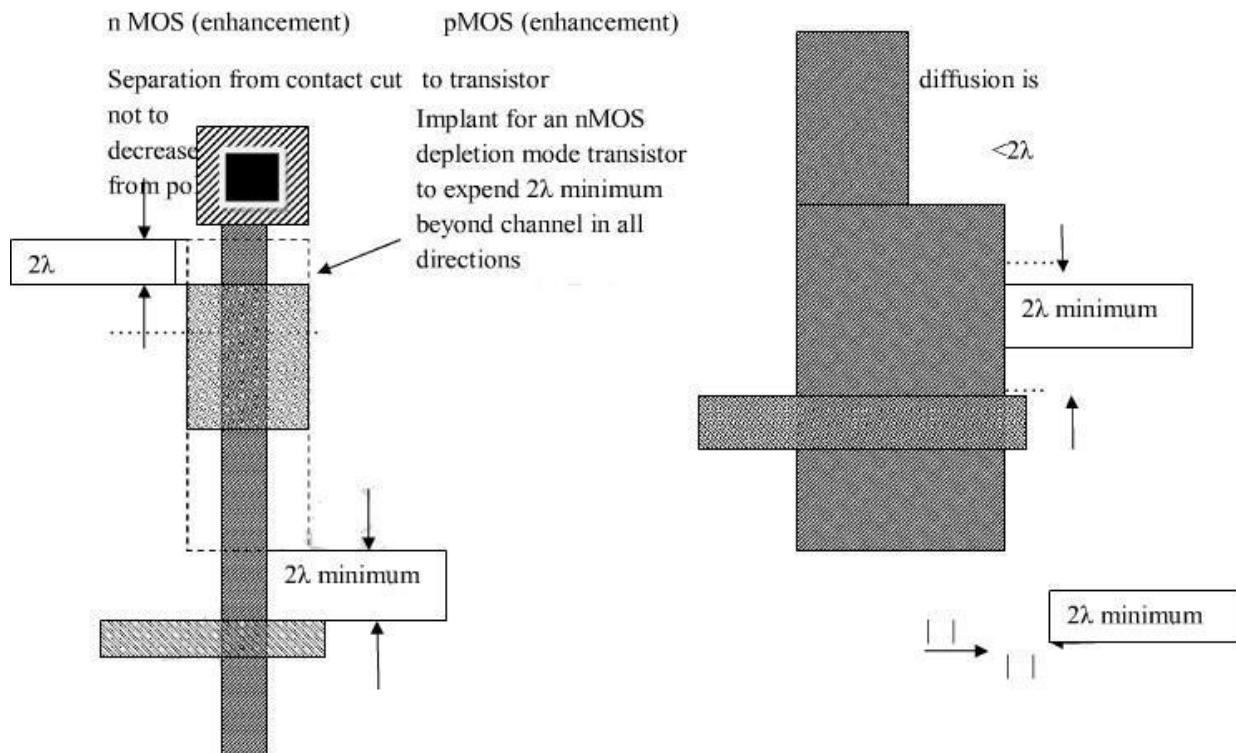 n MOS (enhancement) pMOS (enhancement)
Separation from contact cut to transistor
not to
decrease
from po
Implant for an nMOS
depletion mode transistor
to expend 2λ minimum
beyond channel in all
directions
diffusion is
<2λ
2λ
2λ minimum
2λ minimum
2λ minimum